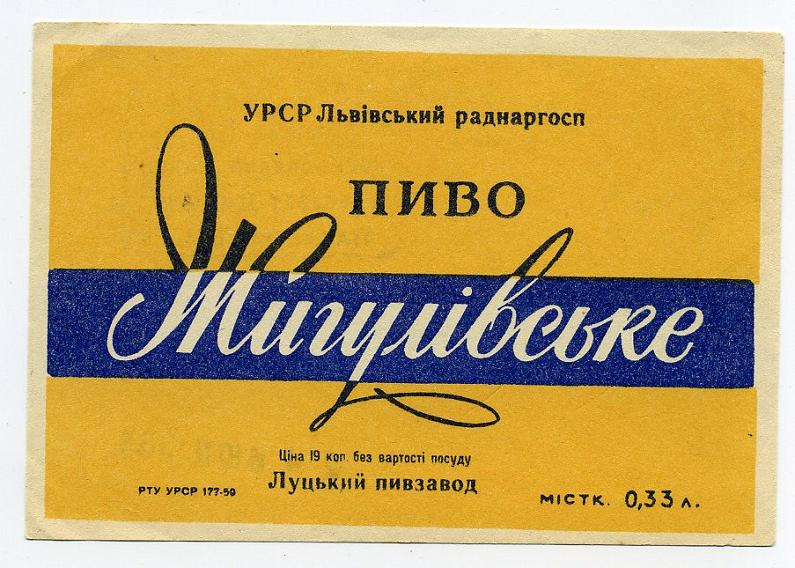 УРСР Львівський раднаргосп
ПИВО
Жигулівське
Ціна 19 коп. без вартості посуду
Луцький пивзавод
РТУ УРСР 177-59
МІСТК. 0,33 л.